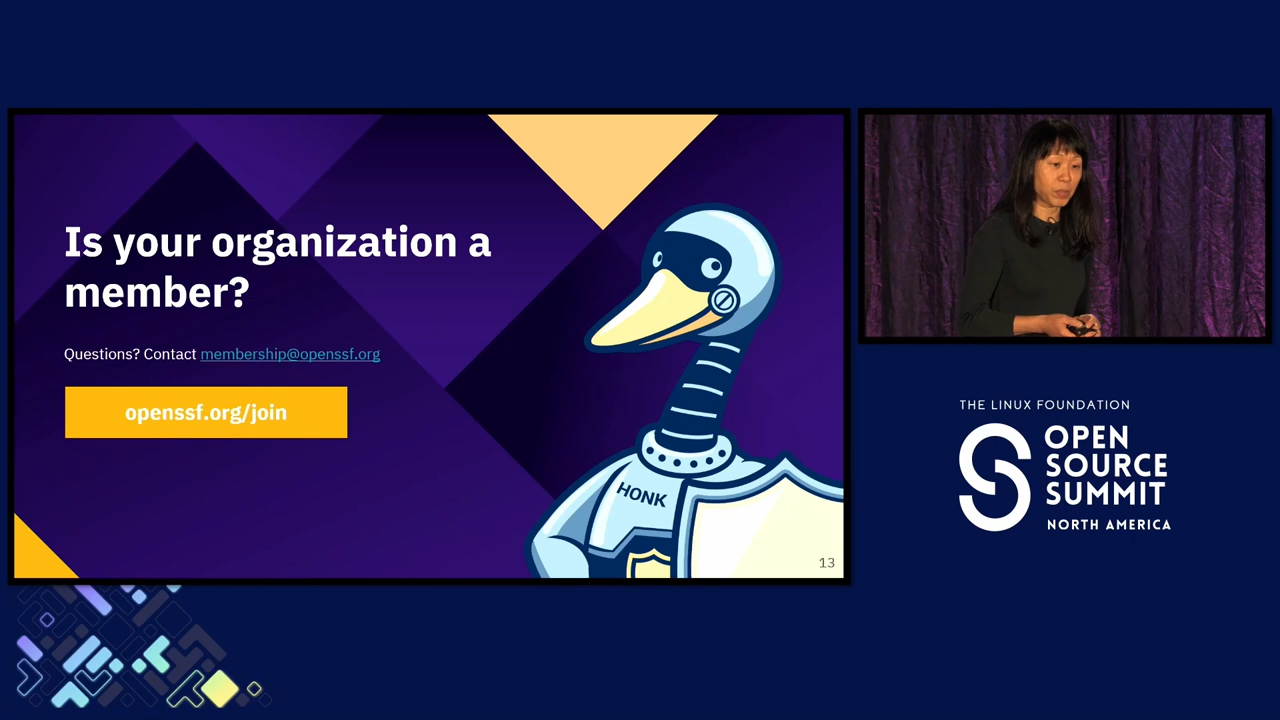 Is your organization a
member?
Questions? Contact membership@openssf.org
openssf.org/join
HONK
13
THE LINUX FOUNDATION
OPEN
SOURCE
SUMMIT
NORTH AMERICA